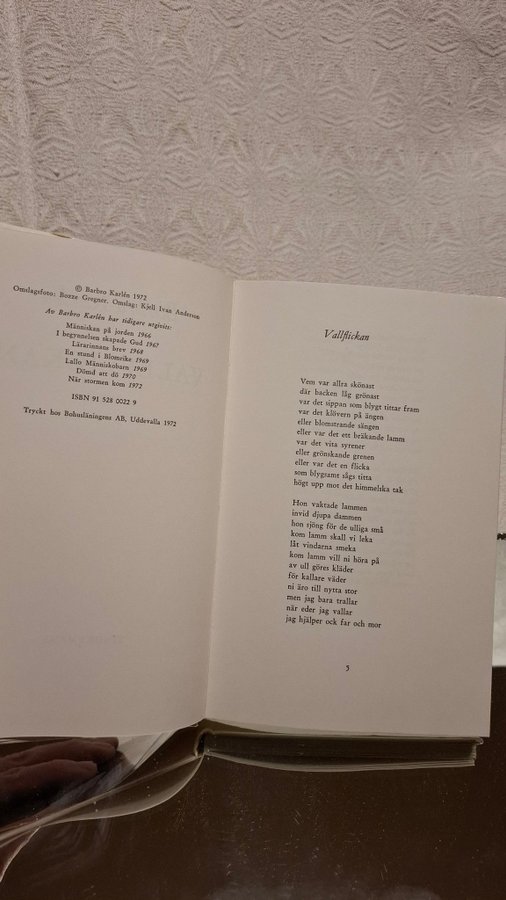 © Barbro Karlén 1972
Omslagsfoto: Bozze Gregner. Omslag: Kjell Ivan Anderson
Av Barbro Karlén har tidigare utgivits:
Människan på jorden 1966
I begynnelsen skapade Gud 1967
Lärarinnans brev 1968
En stund i Blomrike 1969
Lullo Människobarn 1969
Dömd att dö 1970
När stormen kom 1972
ISBN 91 528 0022 9
Tryckt hos Bohusläningens AB, Uddevalla 1972
Vallflickan
Vem var allra skönast
där backen låg grönast
var det sippan som blygt tittar fram
var det klövern på ängen
eller blomstrande sängen
eller var det ett bräkande lamm
var det vita syrener
eller grönskande grenen
eller var det en flicka
som blygsamt sågs titta
högt upp mot det himmelska tak
Hon vaktade lammen
invid djupa dammen
hon sjöng för de ulliga små
kom lamm skall vi leka
låt vindarna smeka
kom lamm vill ni höra på
av ull göres kläder
för kallare väder
ni äro till nytta stor
men jag bara trallar
när eder jag vallar
jag hjälper ock far och mor
5